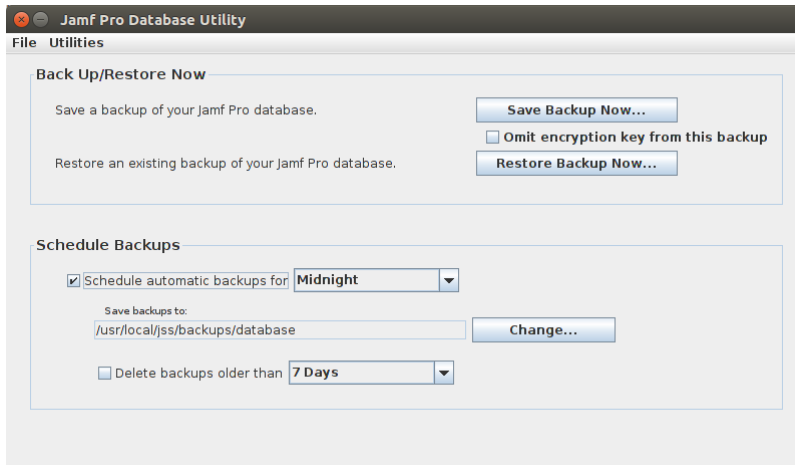 Jamf Pro Database Utility
File Utilities
Back Up/Restore Now
Save a backup of your Jamf Pro database.
Save Backup Now...
Omit encryption key from this backup
Restore an existing backup of your Jamf Pro database.
Restore Backup Now...
Schedule Backups
Schedule automatic backups for Midnight
Save backups to:
/usr/local/jss/backups/database
Change...
Delete backups older than 7 Days